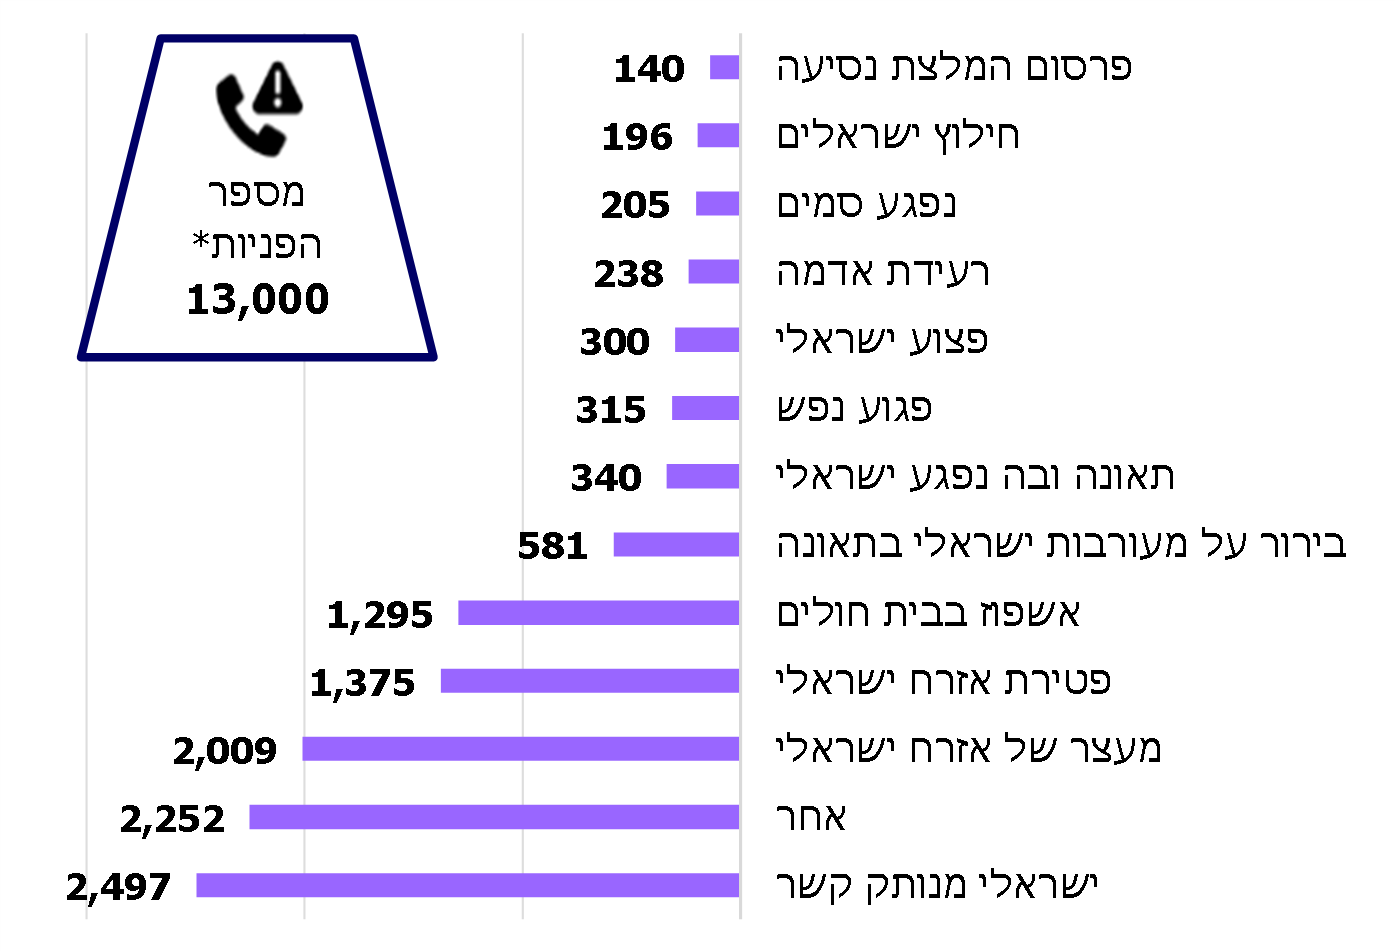 מספר
הפניות*
13,000
פרסום המלצת נסיעה 140
חילוץ ישראלים 196
נפגע סמים 205
רעידת אדמה 238
פצוע ישראלי 300
פגוע נפש 315
תאונה ובה נפגע ישראלי 340
בירור על מעורבות ישראלי בתאונה 581
אשפוז בבית חולים 1,295
פטירת אזרח ישראלי 1,375
מעצר של אזרח ישראלי 2,009
אחר 2,252
ישראלי מנותק קשר 2,497